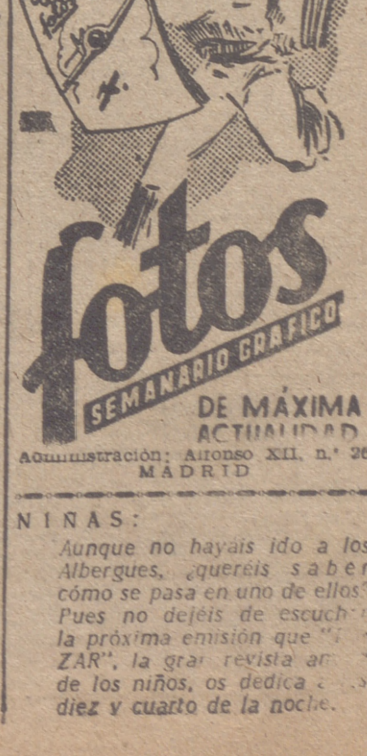 fotos
SEMANARIO GRAFICO
DE MÁXIMA
ACTUALIDAD
Administración: Alfonso XII, n.º 26
MADRID
NIÑAS:
Aunque no hayáis ido a los
Albergues, ¿queréis saber
cómo se pasa en uno de ellos?
Pues no dejéis de escuchar
la próxima emisión que
ZAR", la gran revista
de los niños, os dedica
diez y cuarto de la noche.